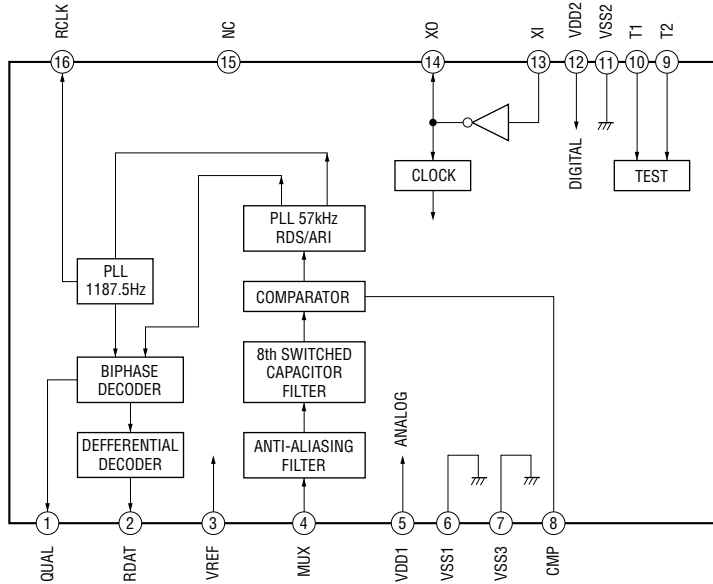 RCLK
NC
XO
XI
VDD2
VSS2
T1
T2
16
15
14
13
12
11
10
9
DIGITAL
CLOCK
TEST
PLL 57kHz
RDS/ARI
PLL
1187.5Hz
COMPARATOR
8th SWITCHED
CAPACITOR
FILTER
BIPHASE
DECODER
ANALOG
DEFFERENTIAL
DECODER
ANTI-ALIASING
FILTER
1
2
3
4
5
6
7
8
QUAL
RDAT
VREF
MUX
VDD1
VSS1
VSS3
CMP